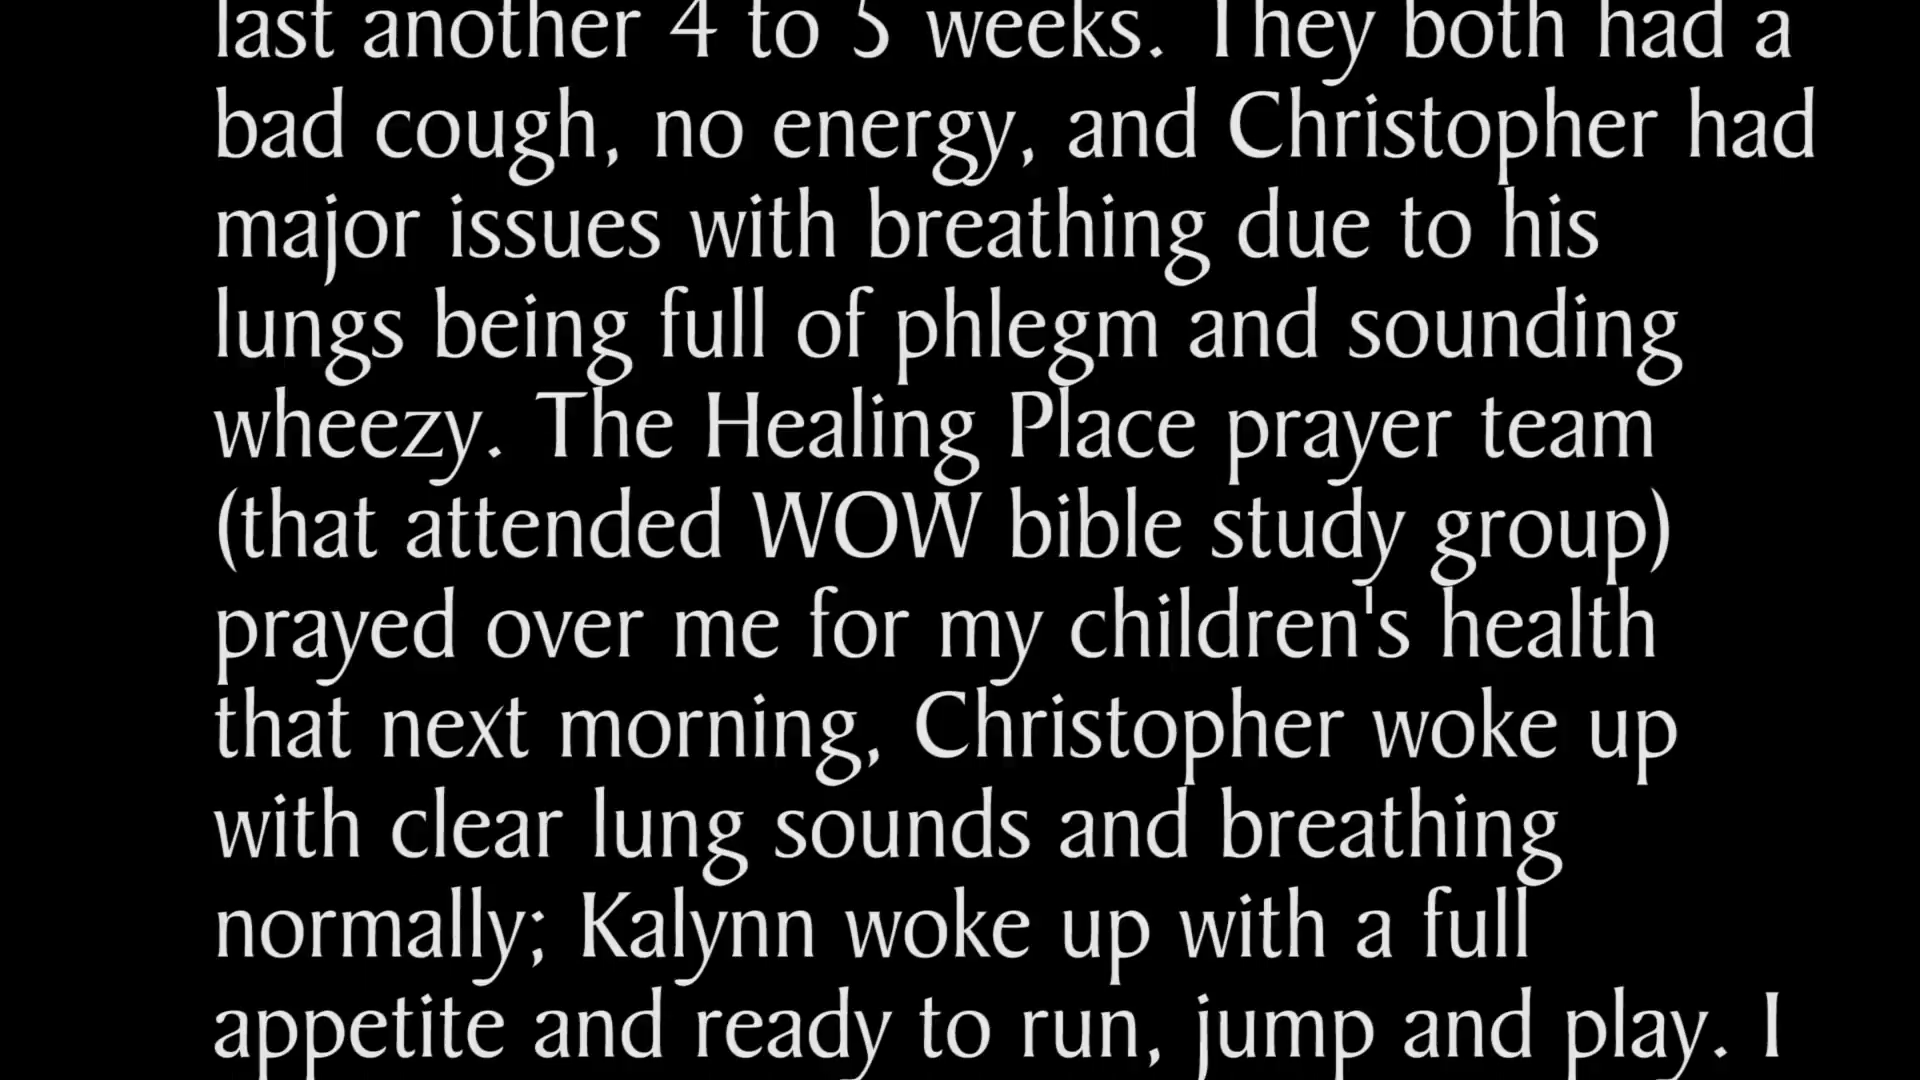 last another 4 to 5 weeks. They both had a
bad cough, no energy, and Christopher had
major issues with breathing due to his
lungs being full of phlegm and sounding
wheezy. The Healing Place prayer team
(that attended WOW bible study group)
prayed over me for my children's health
that next morning, Christopher woke up
with clear lung sounds and breathing
normally; Kalynn woke up with a full
appetite and ready to run, jump and play. I